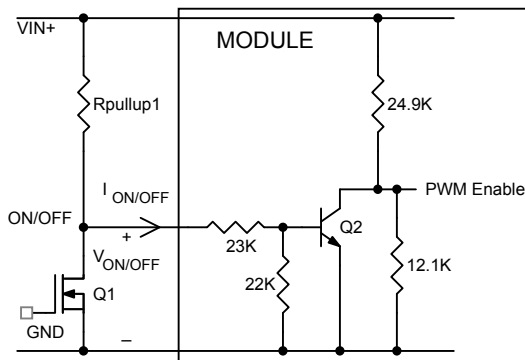 VIN+
MODULE
Rpullup1
24.9K
I ON/OFF
ON/OFF
PWM Enable
+
Q2
23K
V ON/OFF
22K
12.1K
Q1
GND
–